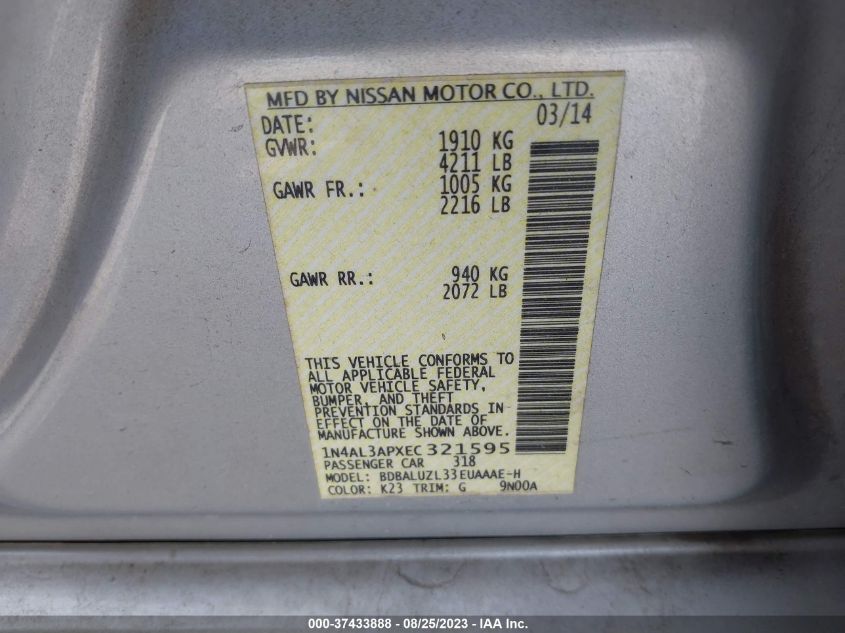 MFD BY NISSAN MOTOR CO., LTD.
DATE: 03/14
GVWR: 1910 KG
4211 LB
GAWR FR.: 1005 KG
2216 LB
GAWR RR.: 940 KG
2072 LB
THIS VEHICLE CONFORMS TO
ALL APPLICABLE FEDERAL
MOTOR VEHICLE SAFETY,
BUMPER, AND THEFT
PREVENTION STANDARDS IN
EFFECT ON THE DATE OF
MANUFACTURE SHOWN ABOVE.
1N4AL3APXEC321595
PASSENGER CAR 318
MODEL: BDBALUZL33EUAAAE-H
COLOR: K23 TRIM: G 9N00A
000-37433888 - 08/25/2023 - IAA Inc.